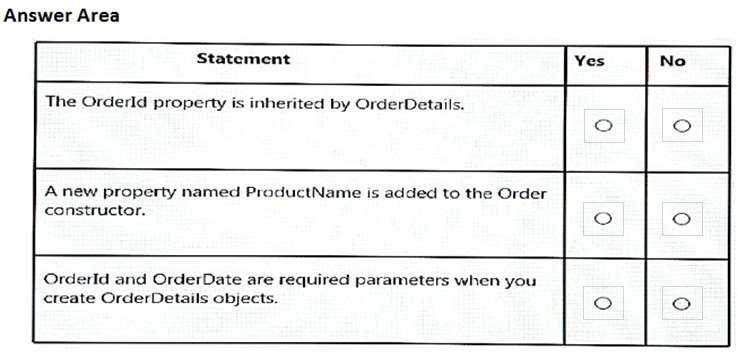 Answer Area
Statement Yes No
The OrderId property is inherited by OrderDetails.
A new property named ProductName is added to the Order
constructor.
OrderId and OrderDate are required parameters when you
create OrderDetails objects.